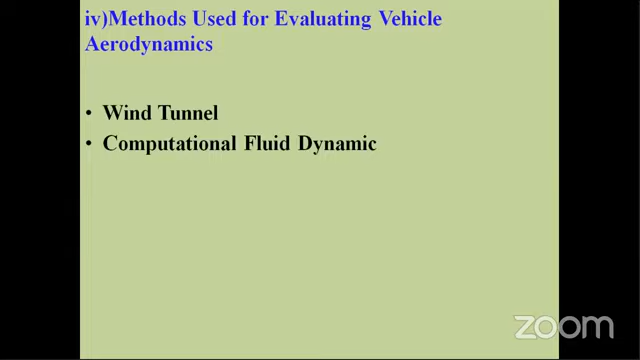 iv)Methods Used for Evaluating Vehicle
Aerodynamics
• Wind Tunnel
• Computational Fluid Dynamic
zoom